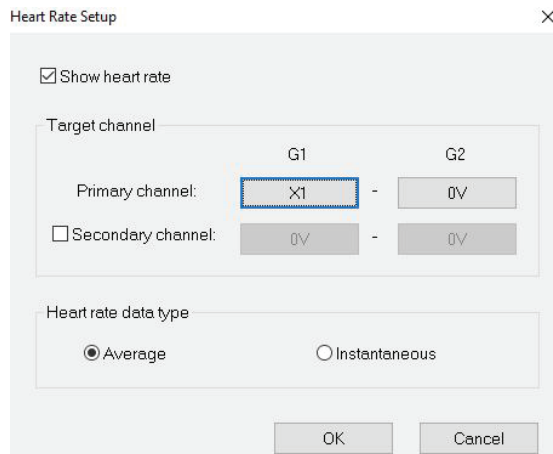 Heart Rate Setup
Show heart rate
Target channel
G1 G2
Primary channel: X1 - 0V
Secondary channel: 0V - 0V
Heart rate data type
Average Instantaneous
OK Cancel